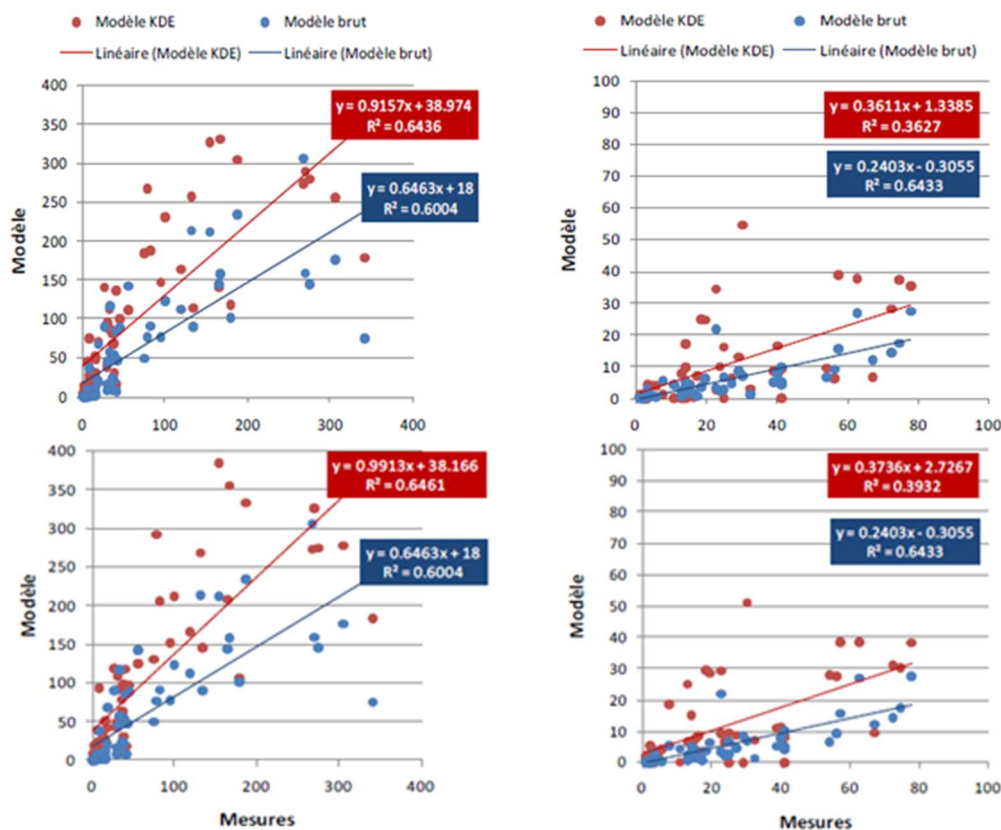 Modèle KDE Modèle brut
Linéaire (Modèle KDE) Linéaire (Modèle brut)
400
350
300
250
200
150
100
50
0
Modèle
y = 0.9157x + 38.974
R² = 0.6436
y = 0.6463x + 18
R² = 0.6004
0 100 200 300 400
Modèle KDE Modèle brut
Linéaire (Modèle KDE) Linéaire (Modèle brut)
100
90
80
70
60
50
40
30
20
10
0
Modèle
y = 0.3611x + 1.3385
R² = 0.3627
y = 0.2403x - 0.3055
R² = 0.6433
0 20 40 60 80 100
400
350
300
250
200
150
100
50
0
Modèle
y = 0.9913x + 38.166
R² = 0.6461
y = 0.6463x + 18
R² = 0.6004
0 100 200 300 400
Mesures
100
90
80
70
60
50
40
30
20
10
0
Modèle
y = 0.3736x + 2.7267
R² = 0.3932
y = 0.2403x - 0.3055
R² = 0.6433
0 20 40 60 80 100
Mesures